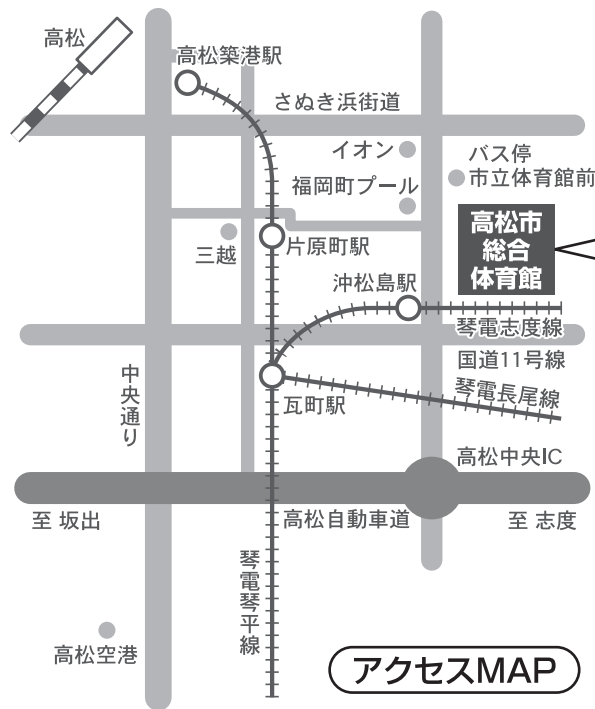 高松
高松築港駅
さぬき浜街道
イオン
バス停
市立体育館前
福岡町プール
高松市
総合
体育館
三越
片原町駅
沖松島駅
琴電志度線
国道11号線
中央通り
瓦町駅
琴電長尾線
高松中央IC
至 坂出
高松自動車道
至 志度
琴電琴平線
高松空港
アクセスMAP